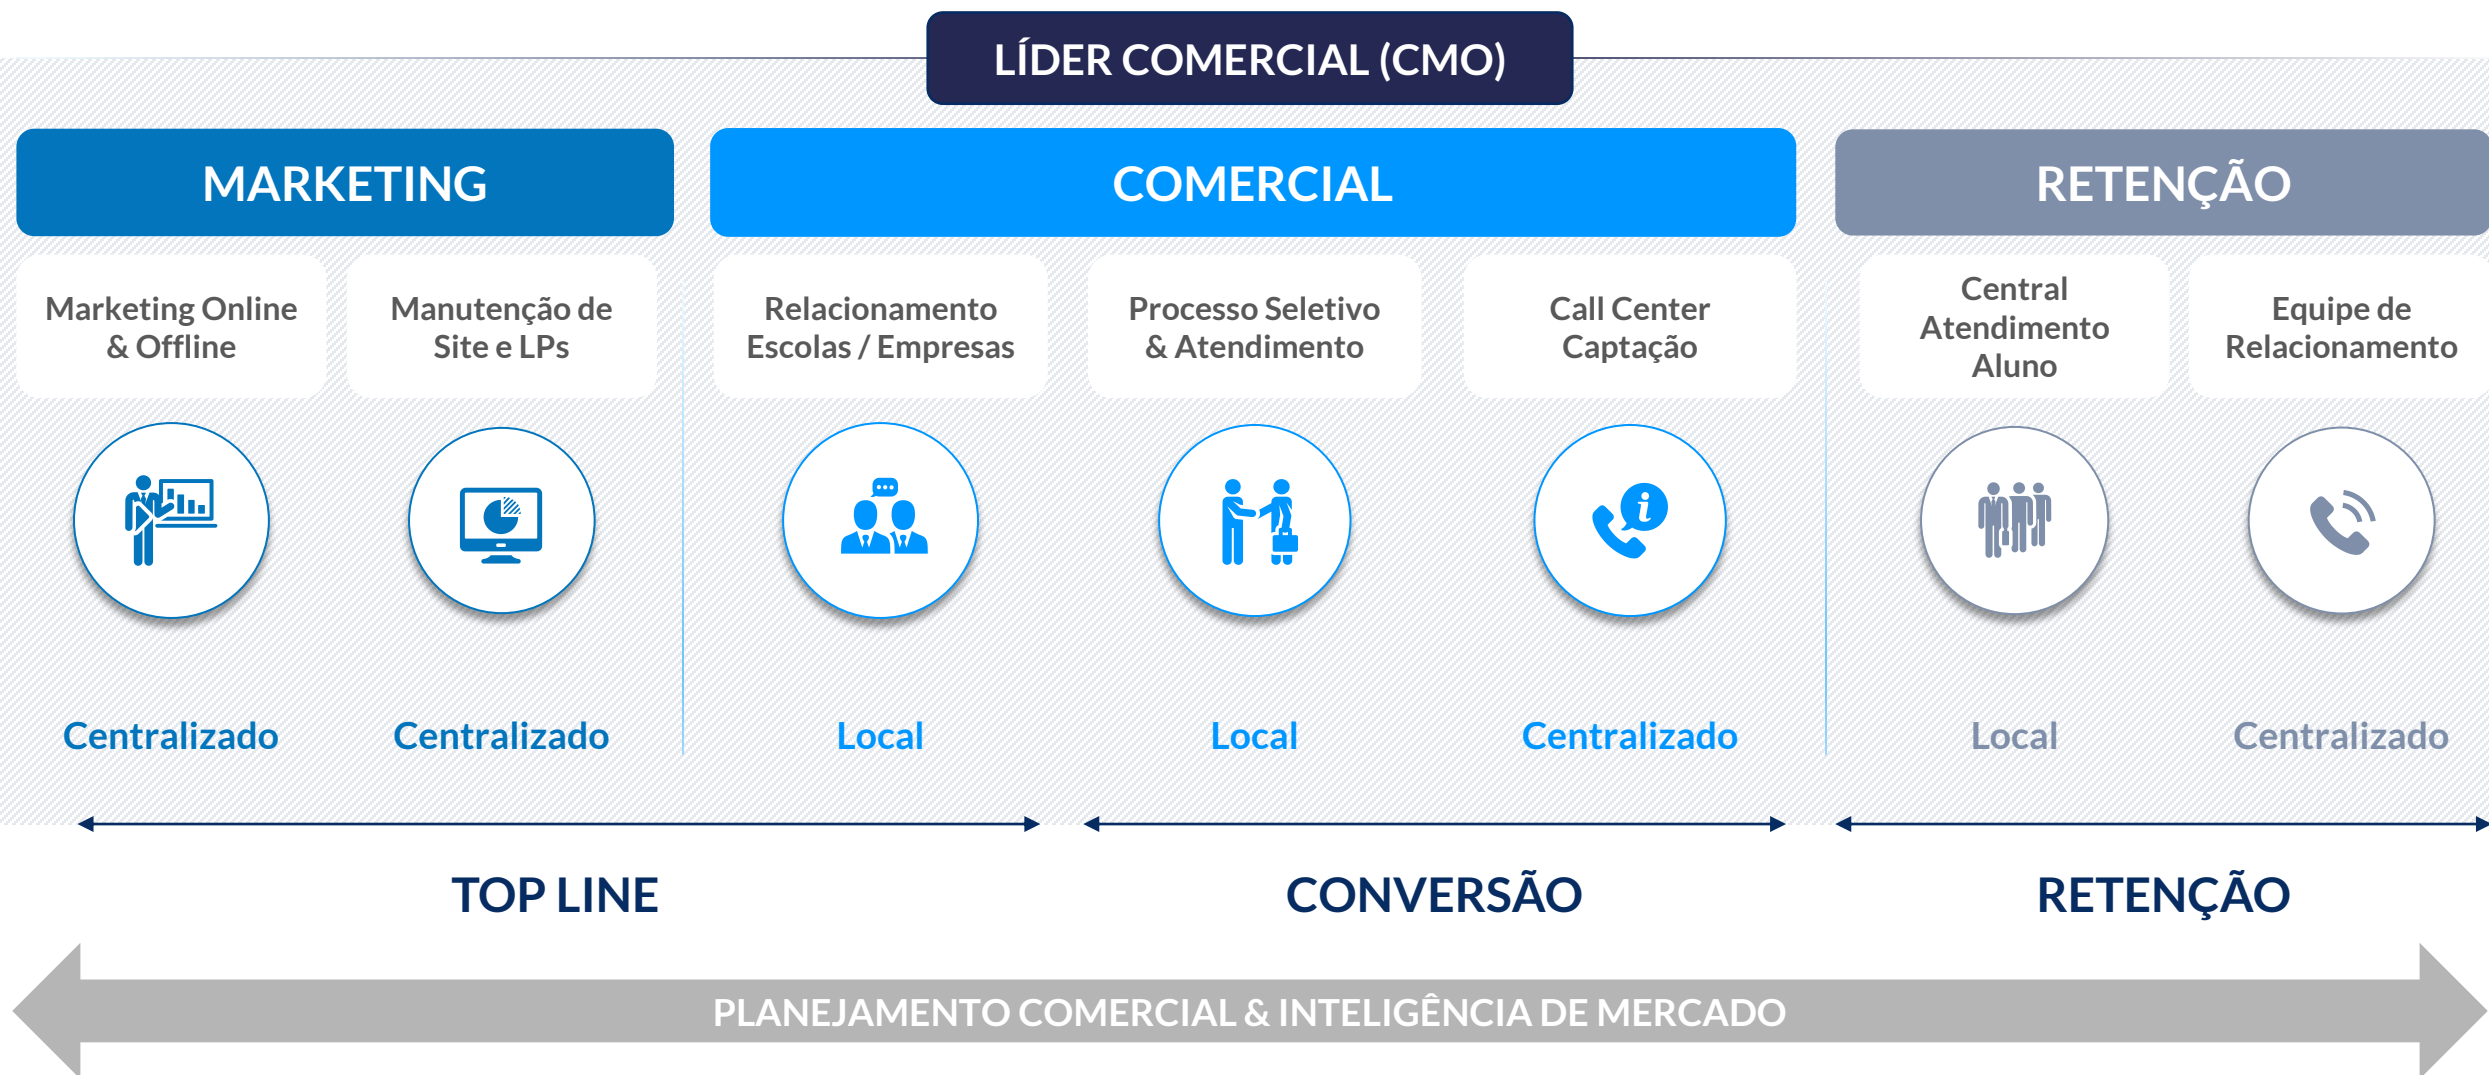 LÍDER COMERCIAL (CMO)
MARKETING
COMERCIAL
RETENÇÃO
Marketing Online
& Offline
Manutenção de
Site e LPs
Relacionamento
Escolas / Empresas
Processo Seletivo
& Atendimento
Call Center
Captação
Central
Atendimento
Aluno
Equipe de
Relacionamento
Centralizado
Centralizado
Local
Local
Centralizado
Local
Centralizado
TOP LINE
CONVERSÃO
RETENÇÃO
PLANEJAMENTO COMERCIAL & INTELIGÊNCIA DE MERCADO